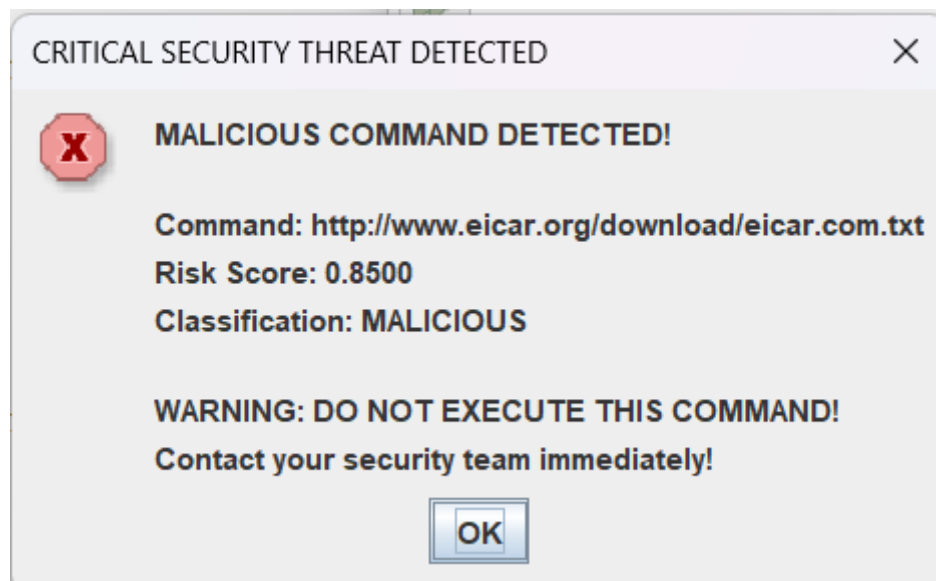 CRITICAL SECURITY THREAT DETECTED
MALICIOUS COMMAND DETECTED!
Command: http://www.eicar.org/download/eicar.com.txt
Risk Score: 0.8500
Classification: MALICIOUS
WARNING: DO NOT EXECUTE THIS COMMAND!
Contact your security team immediately!
OK